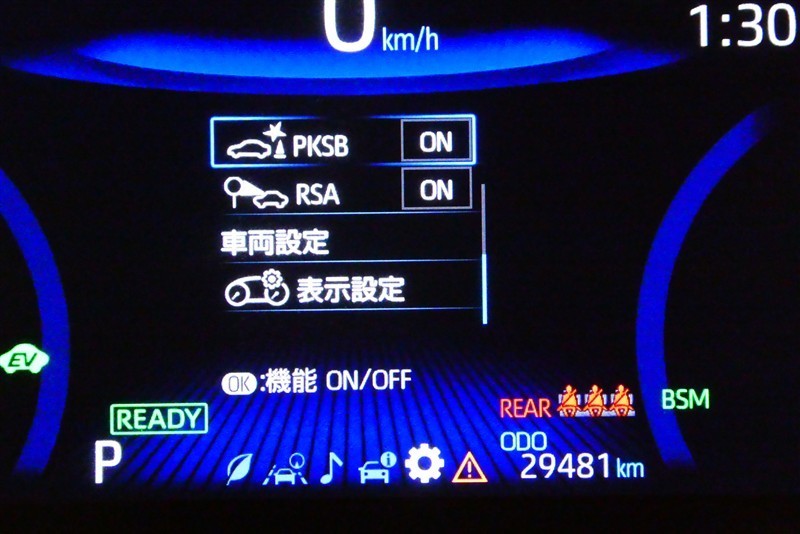 0 km/h
1:30
PKSB ON
RSA ON
車両設定
表示設定
EV
OK:機能 ON/OFF
READY
REAR
BSM
P
ODO
29481 km